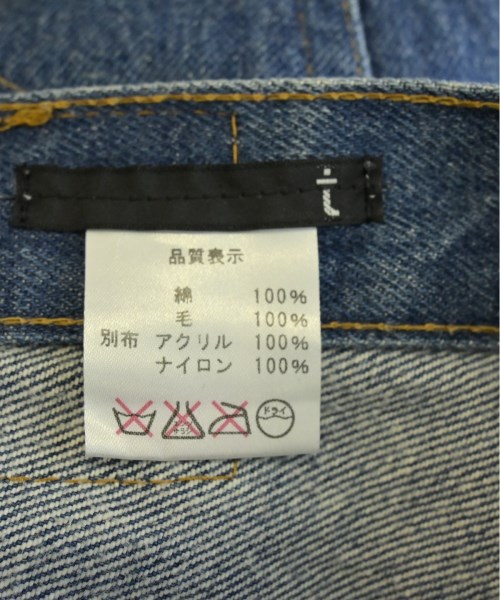 品質表示
綿 100%
毛 100%
別布 アクリル 100%
ナイロン 100%
ドライ